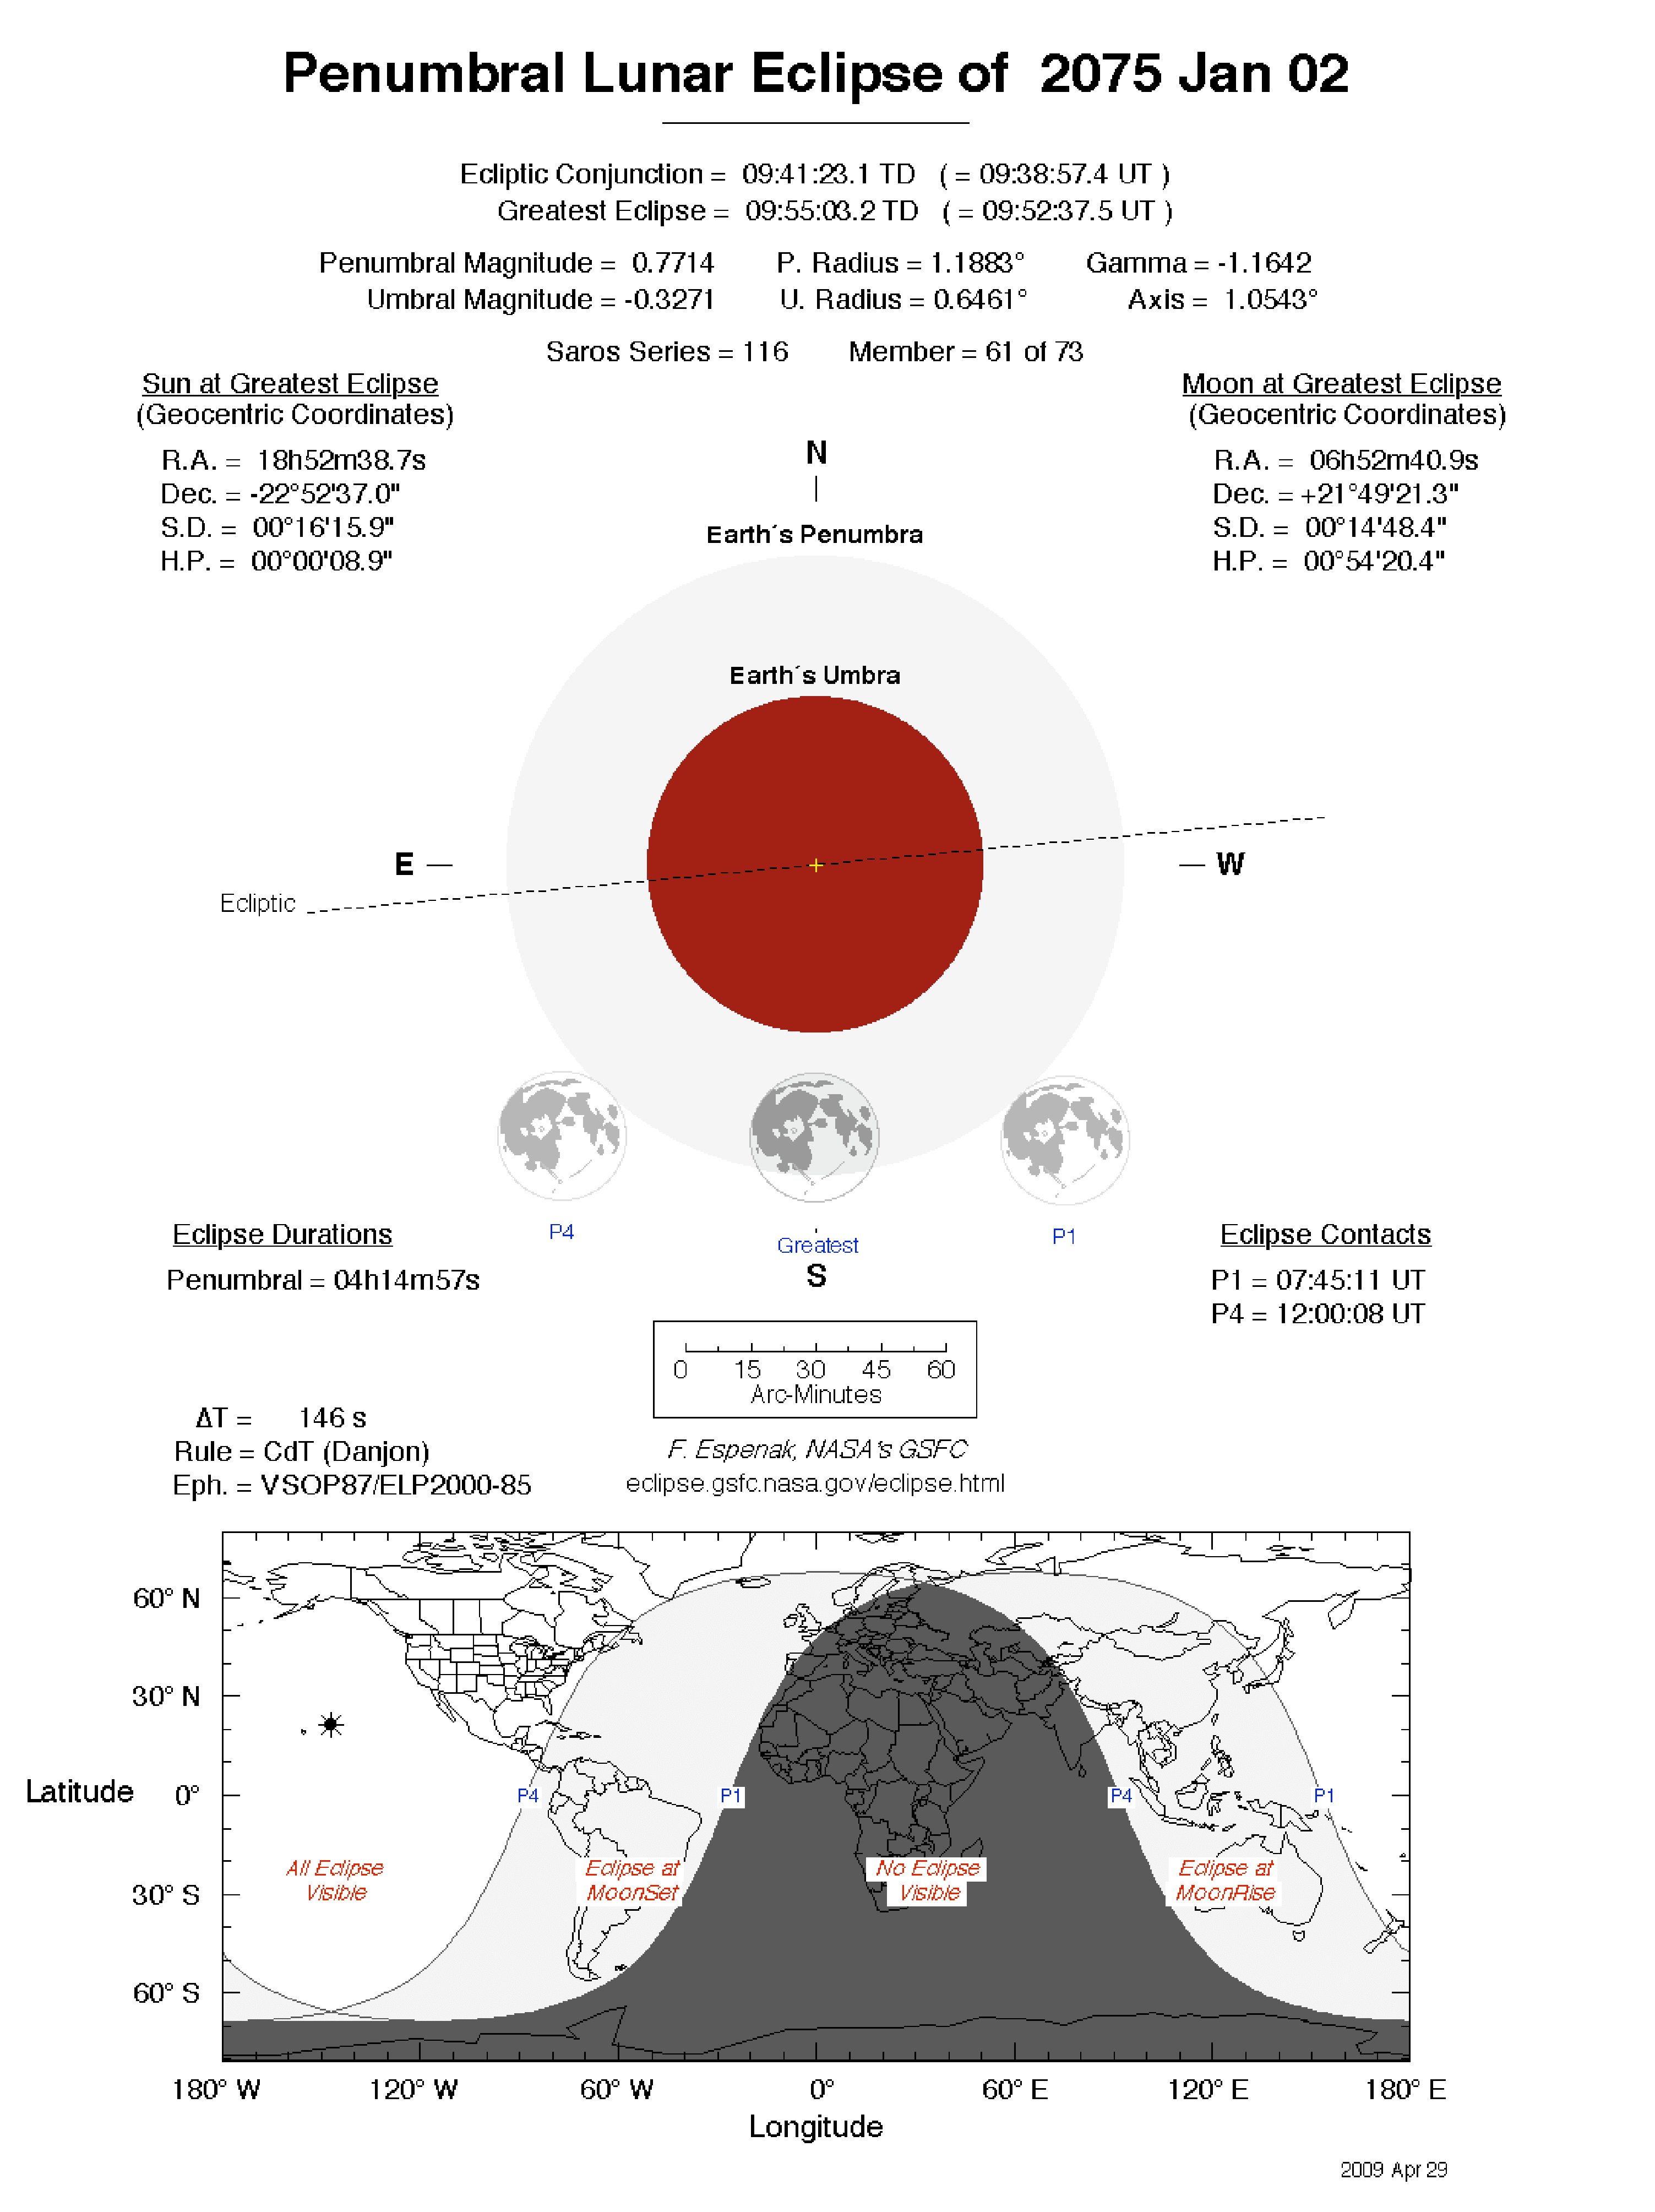 Penumbral Lunar Eclipse of 2075 Jan 02
Ecliptic Conjunction = 09:41:23.1 TD ( = 09:38:57.4 UT )
Greatest Eclipse = 09:55:03.2 TD ( = 09:52:37.5 UT )
Penumbral Magnitude = 0.7714 P. Radius = 1.1883° Gamma = -1.1642
Umbral Magnitude = -0.3271 U. Radius = 0.6461° Axis = 1.0543°
Saros Series = 116 Member = 61 of 73
Sun at Greatest Eclipse
(Geocentric Coordinates)
R.A. = 18h52m38.7s
Dec. = -22°52'37.0"
S.D. = 00°16'15.9"
H.P. = 00°00'08.9"
Moon at Greatest Eclipse
(Geocentric Coordinates)
R.A. = 06h52m40.9s
Dec. = +21°49'21.3"
S.D. = 00°14'48.4"
H.P. = 00°54'20.4"
N
Earth´s Penumbra
Earth´s Umbra
E
W
Ecliptic
P4
Greatest
P1
S
Eclipse Durations
Penumbral = 04h14m57s
Eclipse Contacts
P1 = 07:45:11 UT
P4 = 12:00:08 UT
0 15 30 45 60
Arc-Minutes
ΔT = 146 s
Rule = CdT (Danjon)
Eph. = VSOP87/ELP2000-85
F. Espenak, NASA's GSFC
eclipse.gsfc.nasa.gov/eclipse.html
60° N
30° N
Latitude 0°
30° S
60° S
P4 P1 P4 P1
All Eclipse
Visible
Eclipse at
MoonSet
No Eclipse
Visible
Eclipse at
MoonRise
180° W 120° W 60° W 0° 60° E 120° E 180° E
Longitude
2009 Apr 29